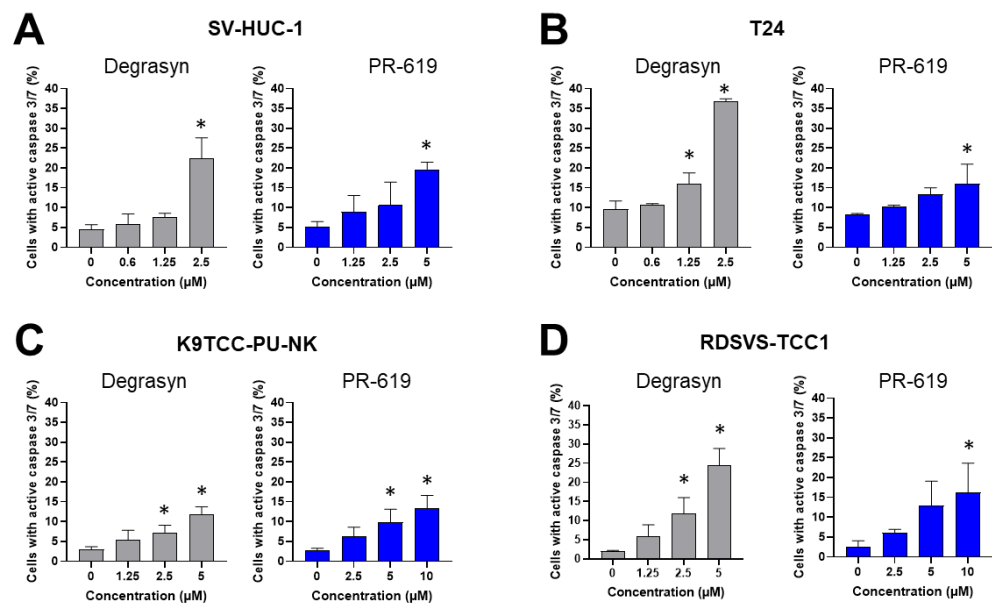 A
SV-HUC-1
Degrasyn
Cells with active caspase 3/7 (%)
40
35
30
25
20
15
10
5
0
*
0 0.6 1.25 2.5
Concentration (µM)
PR-619
Cells with active caspase 3/7 (%)
40
35
30
25
20
15
10
5
0
*
0 1.25 2.5 5
Concentration (µM)
B
T24
Degrasyn
Cells with active caspase 3/7 (%)
40
35
30
25
20
15
10
5
0
* *
0 0.6 1.25 2.5
Concentration (µM)
PR-619
Cells with active caspase 3/7 (%)
40
35
30
25
20
15
10
5
0
*
0 1.25 2.5 5
Concentration (µM)
C
K9TCC-PU-NK
Degrasyn
Cells with active caspase 3/7 (%)
40
35
30
25
20
15
10
5
0
* *
0 1.25 2.5 5
Concentration (µM)
PR-619
Cells with active caspase 3/7 (%)
40
35
30
25
20
15
10
5
0
* *
0 2.5 5 10
Concentration (µM)
D
RDSVS-TCC1
Degrasyn
Cells with active caspase 3/7 (%)
40
35
30
25
20
15
10
5
0
* *
0 1.25 2.5 5
Concentration (µM)
PR-619
Cells with active caspase 3/7 (%)
40
35
30
25
20
15
10
5
0
*
0 2.5 5 10
Concentration (µM)